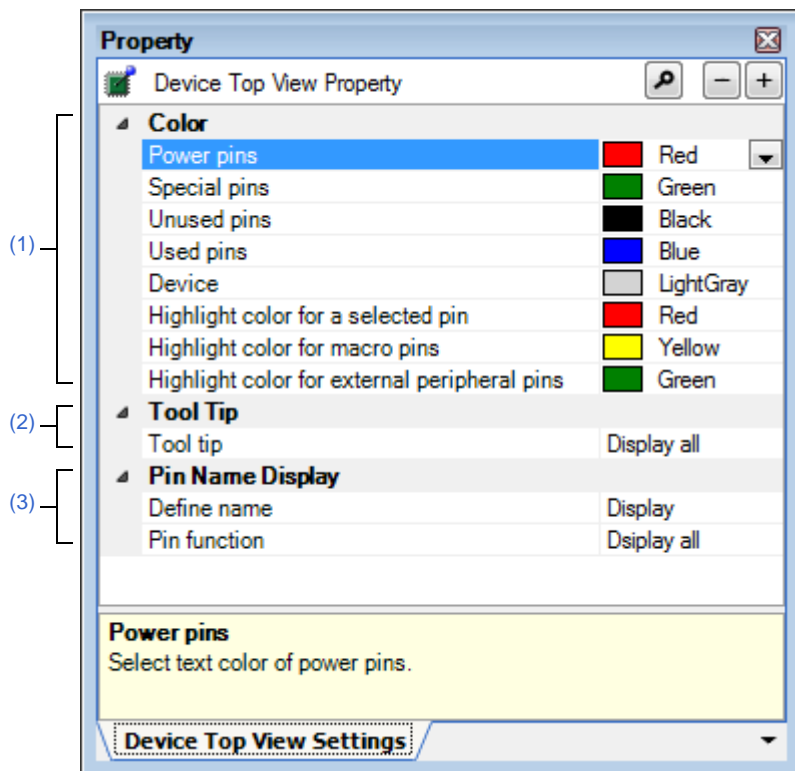 Property
Device Top View Property
(1)
Color
Power pins Red
Special pins Green
Unused pins Black
Used pins Blue
Device LightGray
Highlight color for a selected pin Red
Highlight color for macro pins Yellow
Highlight color for external peripheral pins Green
(2)
Tool Tip
Tool tip Display all
(3)
Pin Name Display
Define name Display
Pin function Dsiplay all
Power pins
Select text color of power pins.
Device Top View Settings